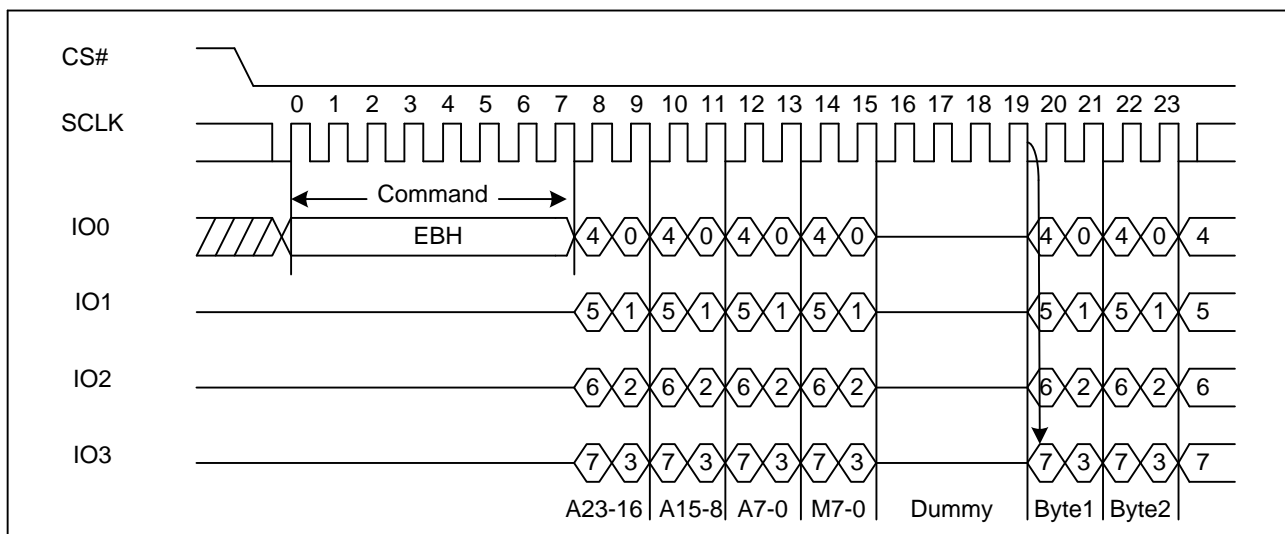 CS#
0 1 2 3 4 5 6 7 8 9 10 11 12 13 14 15 16 17 18 19 20 21 22 23
SCLK
Command
IO0 EBH 4 0 4 0 4 0 4 0 4 0 4 0 4
IO1 5 1 5 1 5 1 5 1 5 1 5 1 5
IO2 6 2 6 2 6 2 6 2 6 2 6 2 6
IO3 7 3 7 3 7 3 7 3 7 3 7 3 7
A23-16 A15-8 A7-0 M7-0 Dummy Byte1 Byte2